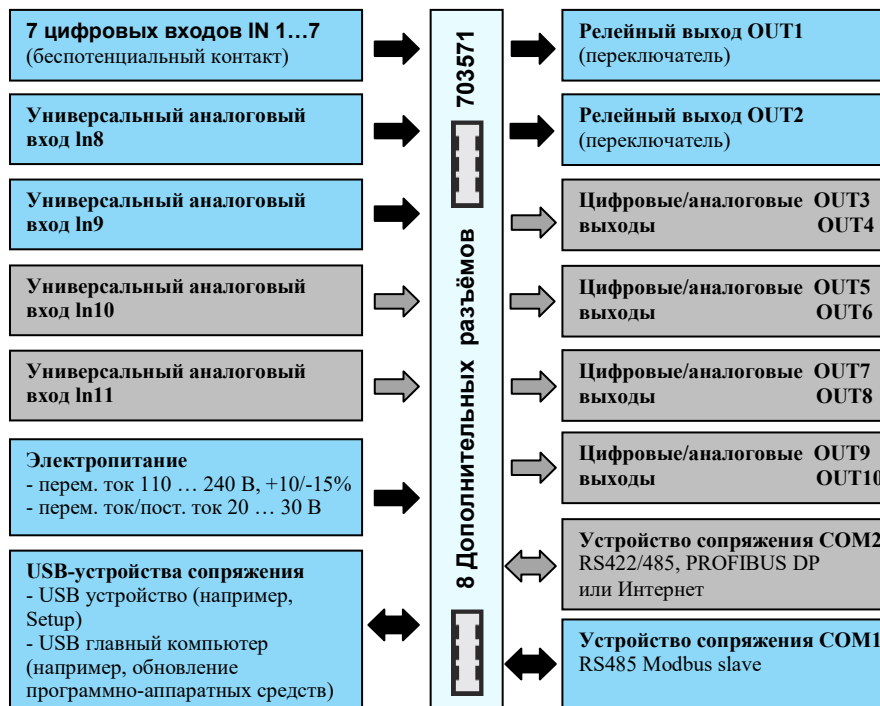 7 цифровых входов IN 1…7
(беспотенциальный контакт)
Универсальный аналоговый
вход ln8
Универсальный аналоговый
вход ln9
Универсальный аналоговый
вход ln10
Универсальный аналоговый
вход ln11
Электропитание
- перем. ток 110 … 240 В, +10/-15%
- перем. ток/пост. ток 20 … 30 В
USB-устройства сопряжения
- USB устройство (например,
Setup)
- USB главный компьютер
(например, обновление
программно-аппаратных средств)
8 Дополнительных разъёмов 703571
Релейный выход OUT1
(переключатель)
Релейный выход OUT2
(переключатель)
Цифровые/аналоговые OUT3
выходы OUT4
Цифровые/аналоговые OUT5
выходы OUT6
Цифровые/аналоговые OUT7
выходы OUT8
Цифровые/аналоговые OUT9
выходы OUT10
Устройство сопряжения COM2
RS422/485, PROFIBUS DP
или Интернет
Устройство сопряжения COM1
RS485 Modbus slave